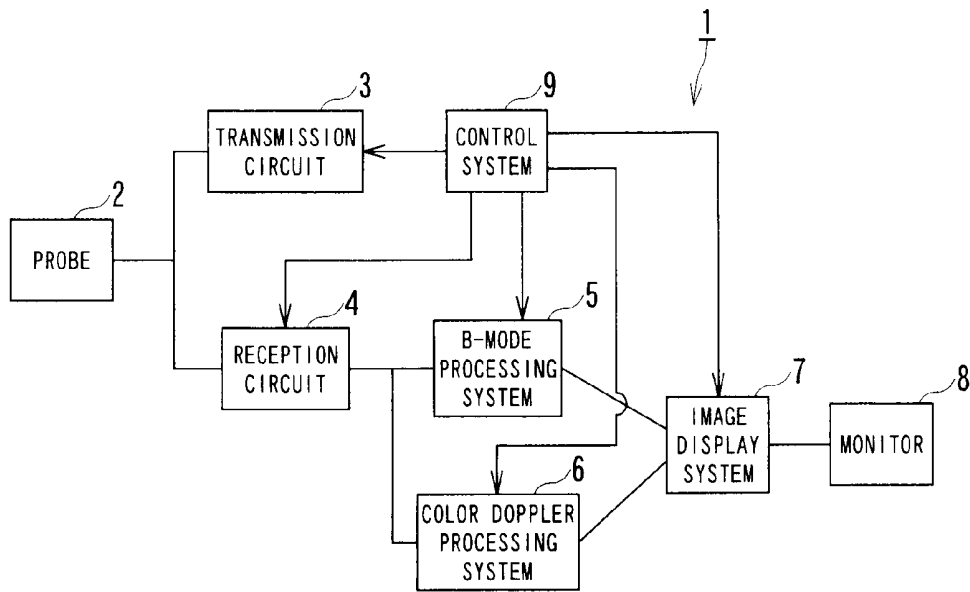 1
3
TRANSMISSION
CIRCUIT
9
CONTROL
SYSTEM
2
PROBE
4
RECEPTION
CIRCUIT
5
B-MODE
PROCESSING
SYSTEM
7
IMAGE
DISPLAY
SYSTEM
8
MONITOR
6
COLOR DOPPLER
PROCESSING
SYSTEM